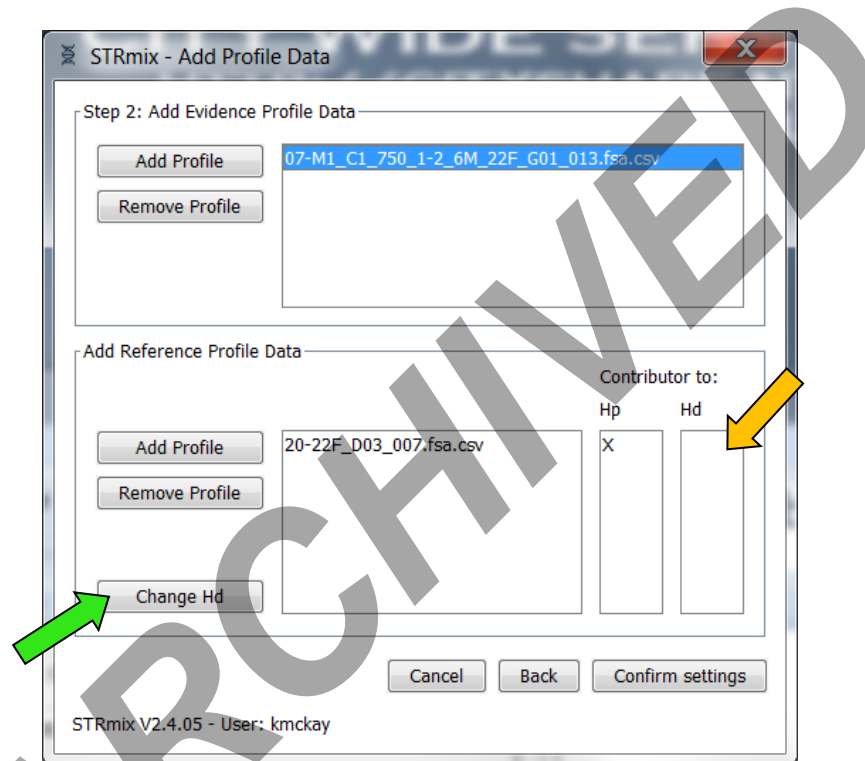 STRmix - Add Profile Data
Step 2: Add Evidence Profile Data
Add Profile
07-M1_C1_750_1-2_6M_22F_G01_013.fsa.csv
Remove Profile
Add Reference Profile Data
Contributor to:
Hp Hd
Add Profile
20-22F_D03_007.fsa.csv
X
Remove Profile
Change Hd
Cancel
Back
Confirm settings
STRmix V2.4.05 - User: kmckay
ARCHIVED